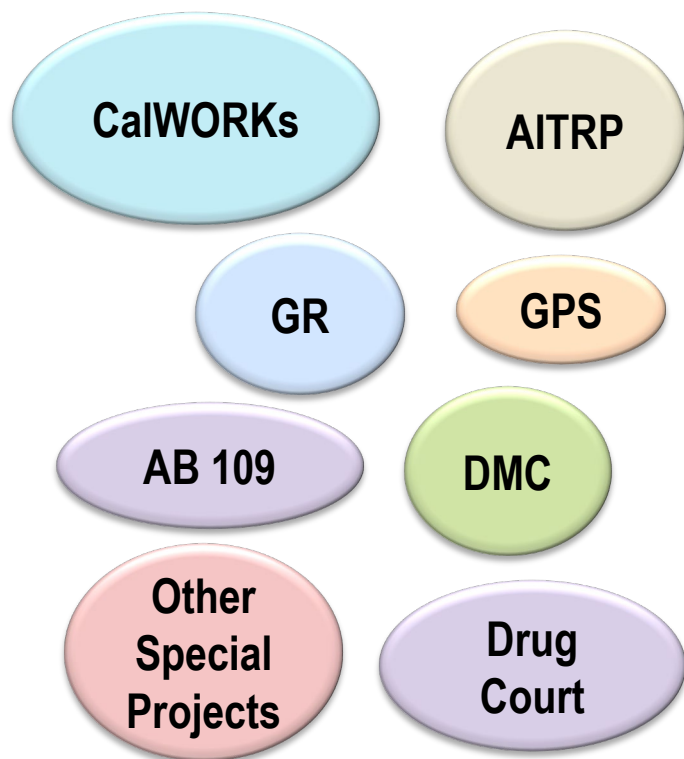 CalWORKs
AITRP
GR
GPS
AB 109
DMC
Other
Special
Projects
Drug
Court